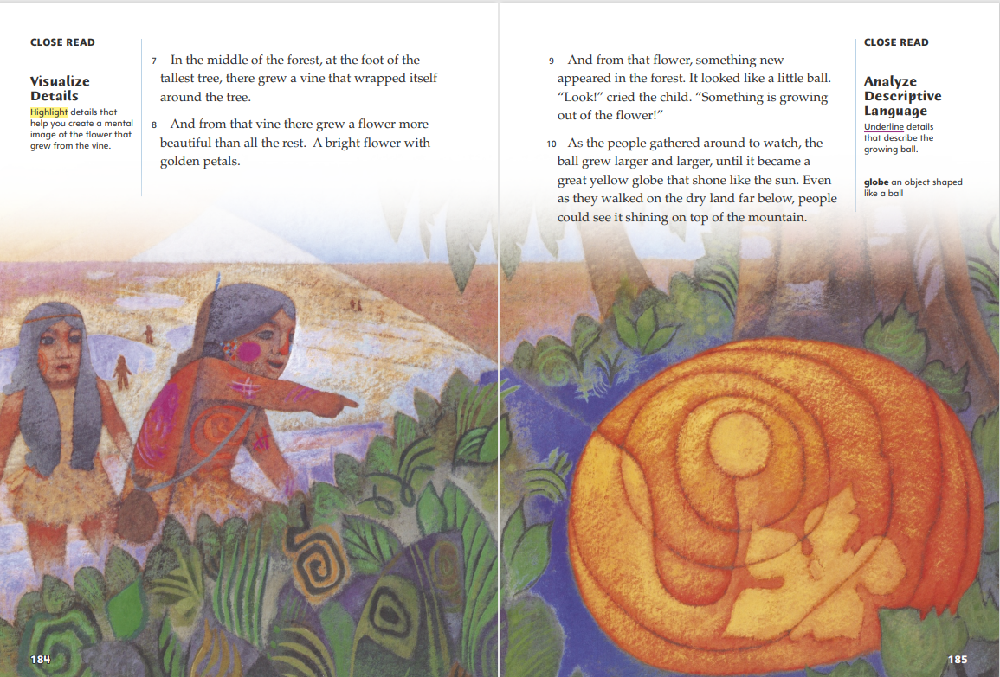 CLOSE READ
Visualize
Details
Highlight details that
help you create a mental
image of the flower that
grew from the vine.
7 In the middle of the forest, at the foot of the
tallest tree, there grew a vine that wrapped itself
around the tree.
8 And from that vine there grew a flower more
beautiful than all the rest. A bright flower with
golden petals.
184
9 And from that flower, something new
appeared in the forest. It looked like a little ball.
“Look!” cried the child. “Something is growing
out of the flower!”
10 As the people gathered around to watch, the
ball grew larger and larger, until it became a
great yellow globe that shone like the sun. Even
as they walked on the dry land far below, people
could see it shining on top of the mountain.
CLOSE READ
Analyze
Descriptive
Language
Underline details
that describe the
growing ball.
globe an object shaped
like a ball
185